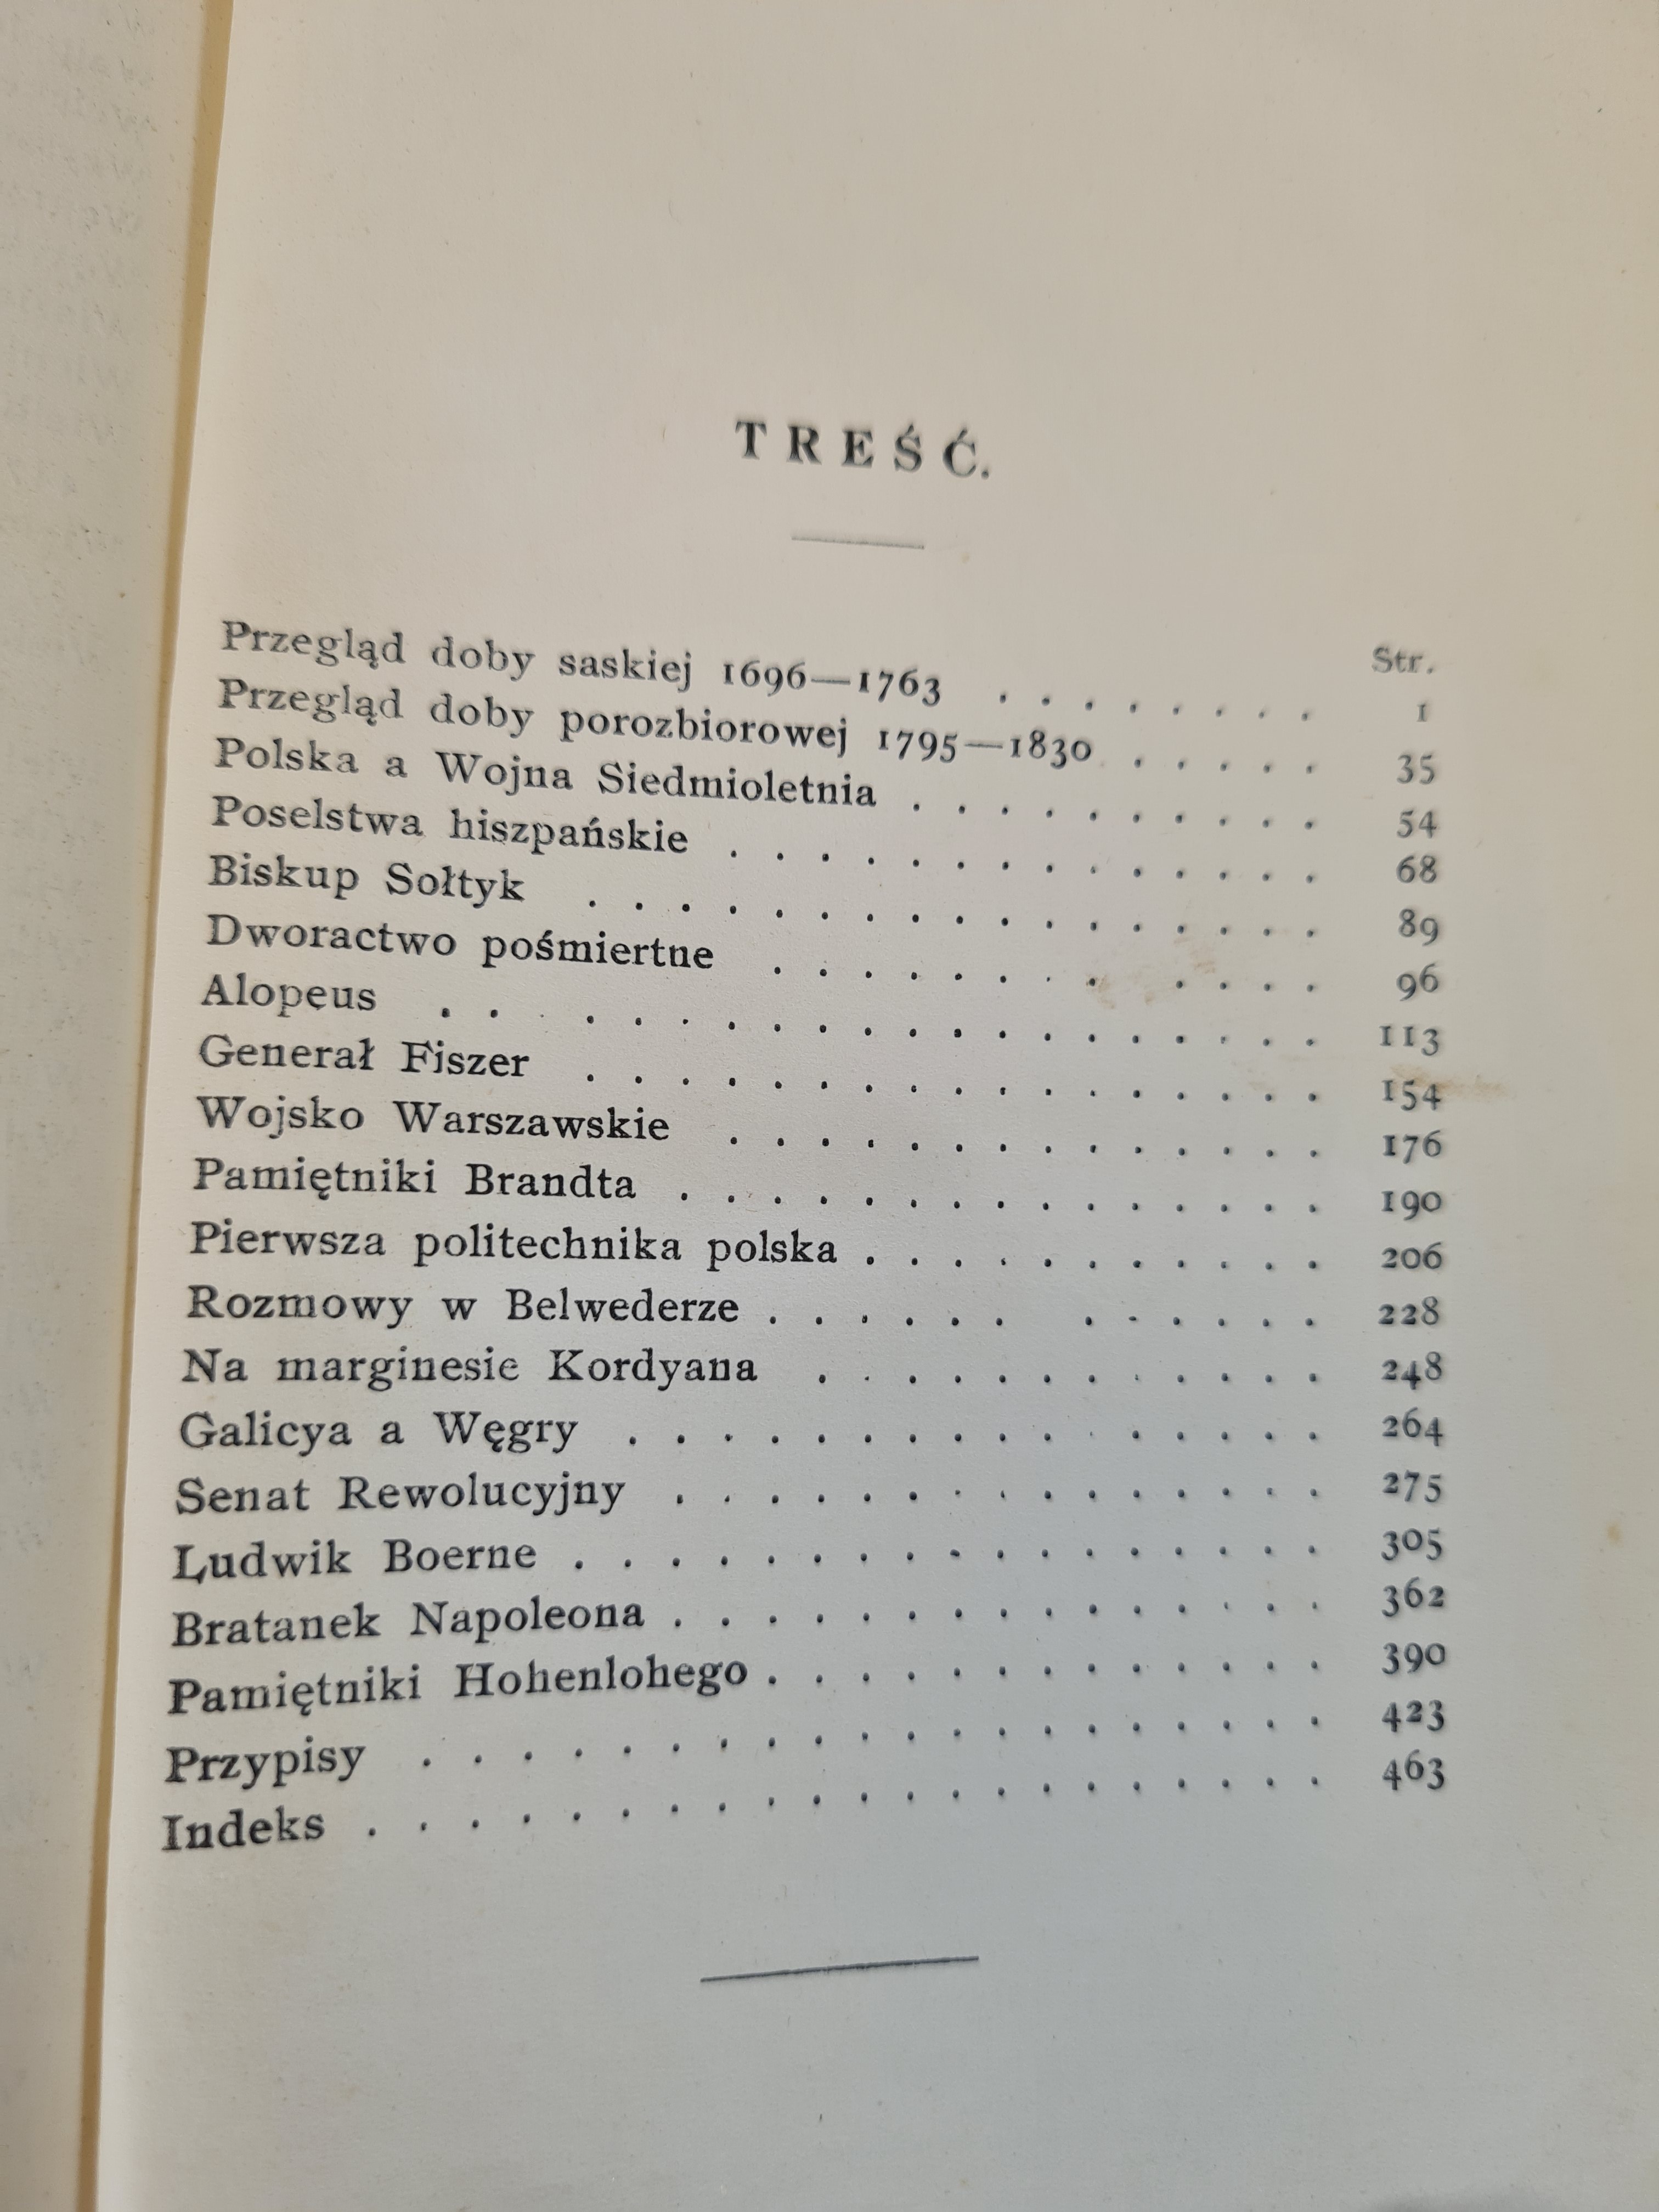 TREŚĆ.
Str.
Przegląd doby saskiej 1696—1763 . . . . . . . . 1
Przegląd doby porozbiorowej 1795—1830 . . . . . 35
Polska a Wojna Siedmioletnia . . . . . . . . . . 54
Poselstwa hiszpańskie . . . . . . . . . . . . . . 68
Biskup Sołtyk . . . . . . . . . . . . . . . . . 89
Dworactwo pośmiertne . . . . . . . . . . . . 96
Alopeus . . . . . . . . . . . . . . . . . . . . 113
Generał Fiszer . . . . . . . . . . . . . . . . . 154
Wojsko Warszawskie . . . . . . . . . . . . . . 176
Pamiętniki Brandta . . . . . . . . . . . . . . . 190
Pierwsza politechnika polska . . . . . . . . . . . 206
Rozmowy w Belwederze . . . . . . . . . . . . 228
Na marginesie Kordyana . . . . . . . . . . . . 248
Galicya a Węgry . . . . . . . . . . . . . . . . 264
Senat Rewolucyjny . . . . . . . . . . . . . . . 275
Ludwik Boerne . . . . . . . . . . . . . . . . . 305
Bratanek Napoleona . . . . . . . . . . . . . . . 362
Pamiętniki Hohenlohego . . . . . . . . . . . . . 390
Przypisy . . . . . . . . . . . . . . . . . . . . 423
Indeks . . . . . . . . . . . . . . . . . . . . . 463